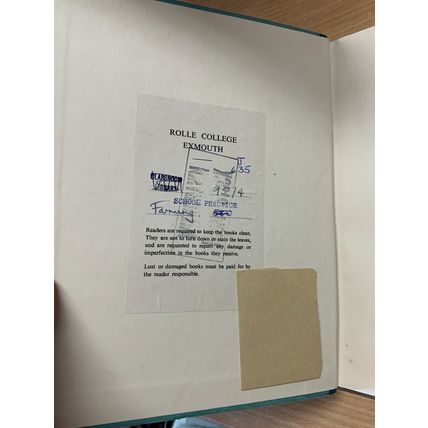 ROLLE COLLEGE
EXMOUTH
J
635
SCHOOL PRACTICE
Farming
Readers are required to keep the books clean.
They are not to turn down or stain the leaves,
and are requested to report any damage or
imperfection in the books they receive.
Lost or damaged books must be paid for by
the reader responsible.